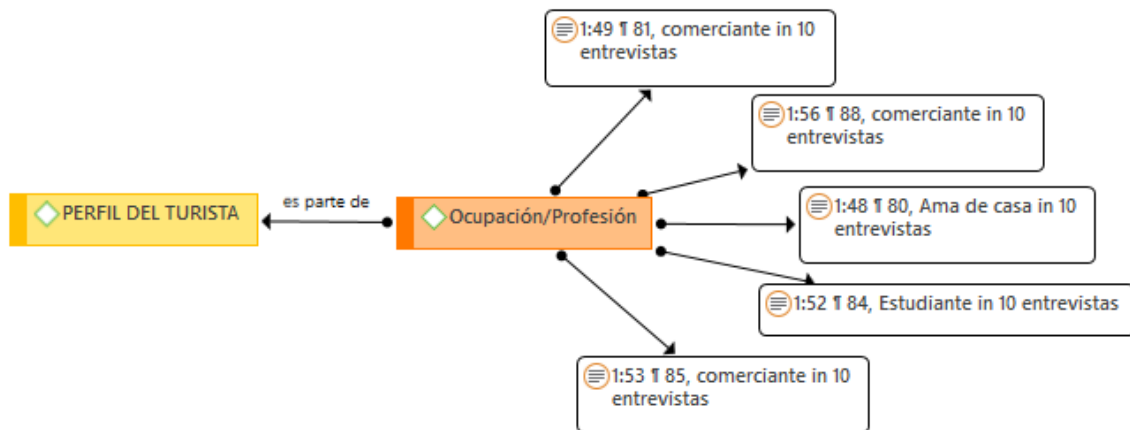 1:49 ¶ 81, comerciante in 10
entrevistas
1:56 ¶ 88, comerciante in 10
entrevistas
PERFIL DEL TURISTA
es parte de
Ocupación/Profesión
1:48 ¶ 80, Ama de casa in 10
entrevistas
1:52 ¶ 84, Estudiante in 10 entrevistas
1:53 ¶ 85, comerciante in 10
entrevistas